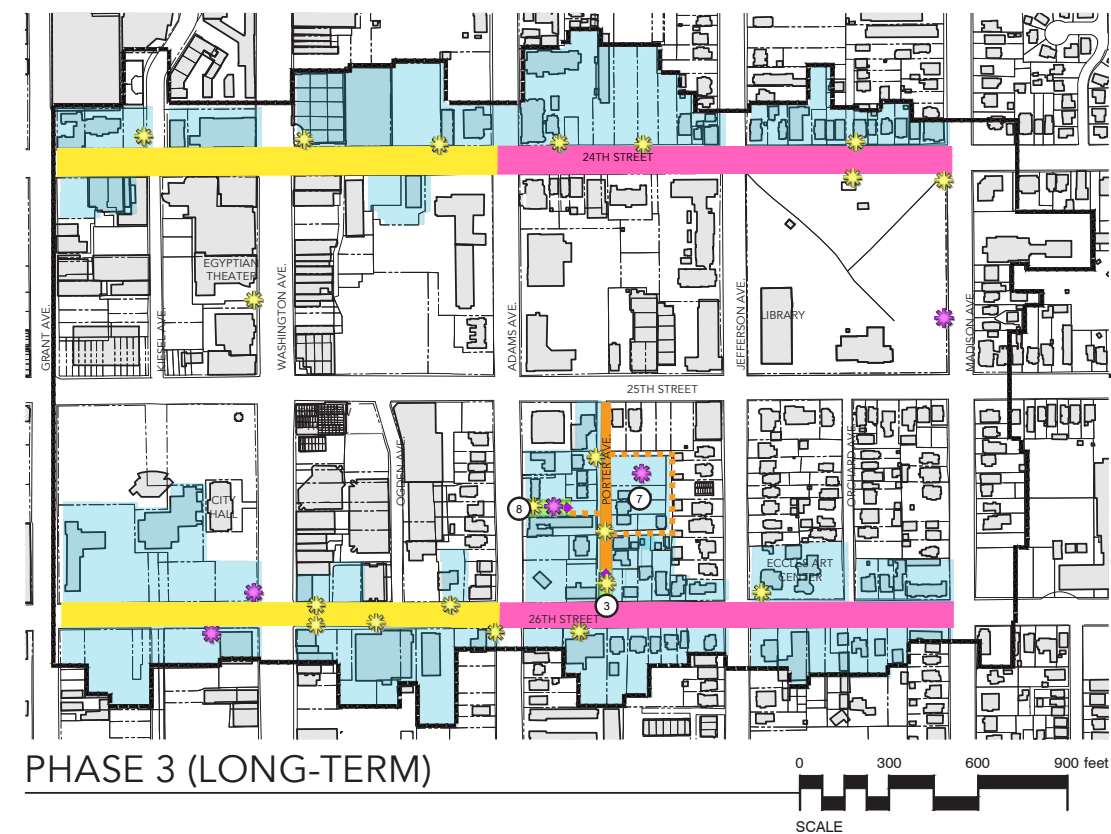 24TH STREET
EGYPTIAN
THEATER
GRANT AVE.
KIESEL AVE.
WASHINGTON AVE.
ADAMS AVE.
JEFFERSON AVE.
LIBRARY
MADISON AVE.
25TH STREET
CITY
HALL
OGDEN AVE.
PORTER AVE.
ORCHARD AVE.
7
8
ECCLES ART
CENTER
3
26TH STREET
PHASE 3 (LONG-TERM)
0 300 600 900 feet
SCALE